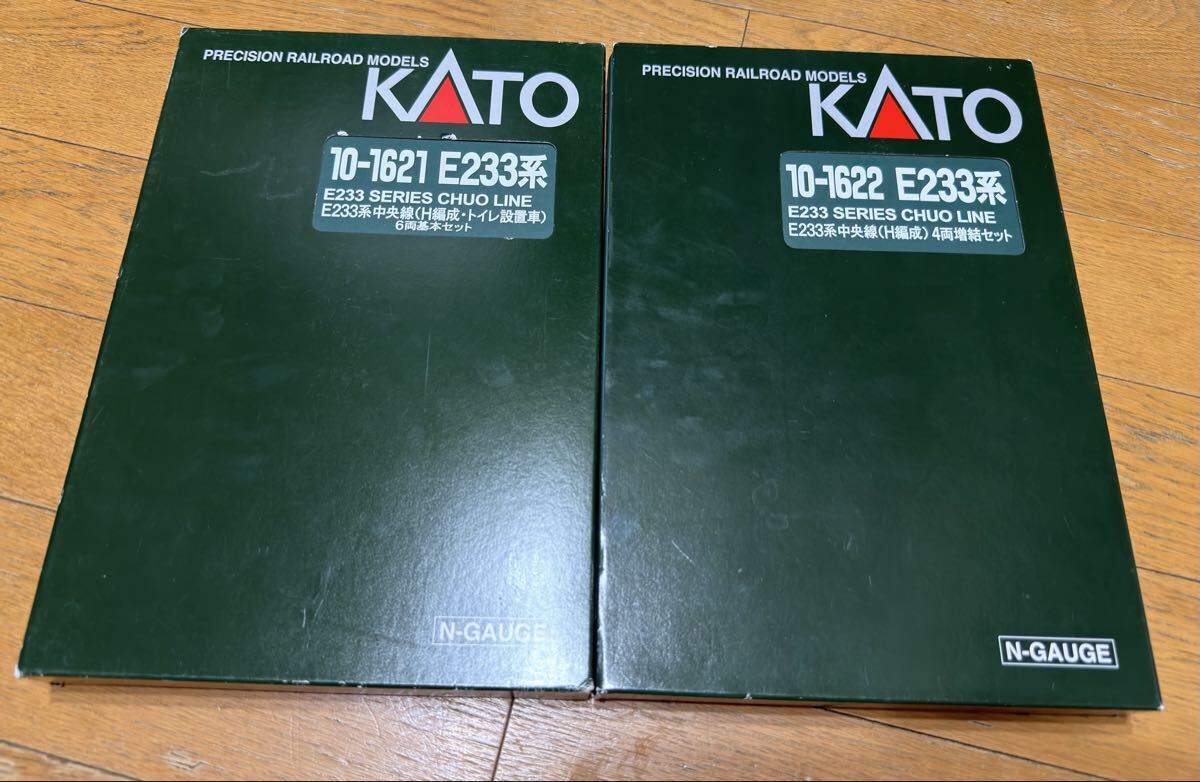 PRECISION RAILROAD MODELS
KATO
10-1621 E233系
E233 SERIES CHUO LINE
E233系中央線(H編成・トイレ設置車)
6両基本セット
N-GAUGE
PRECISION RAILROAD MODELS
KATO
10-1622 E233系
E233 SERIES CHUO LINE
E233系中央線(H編成) 4両増結セット
N-GAUGE